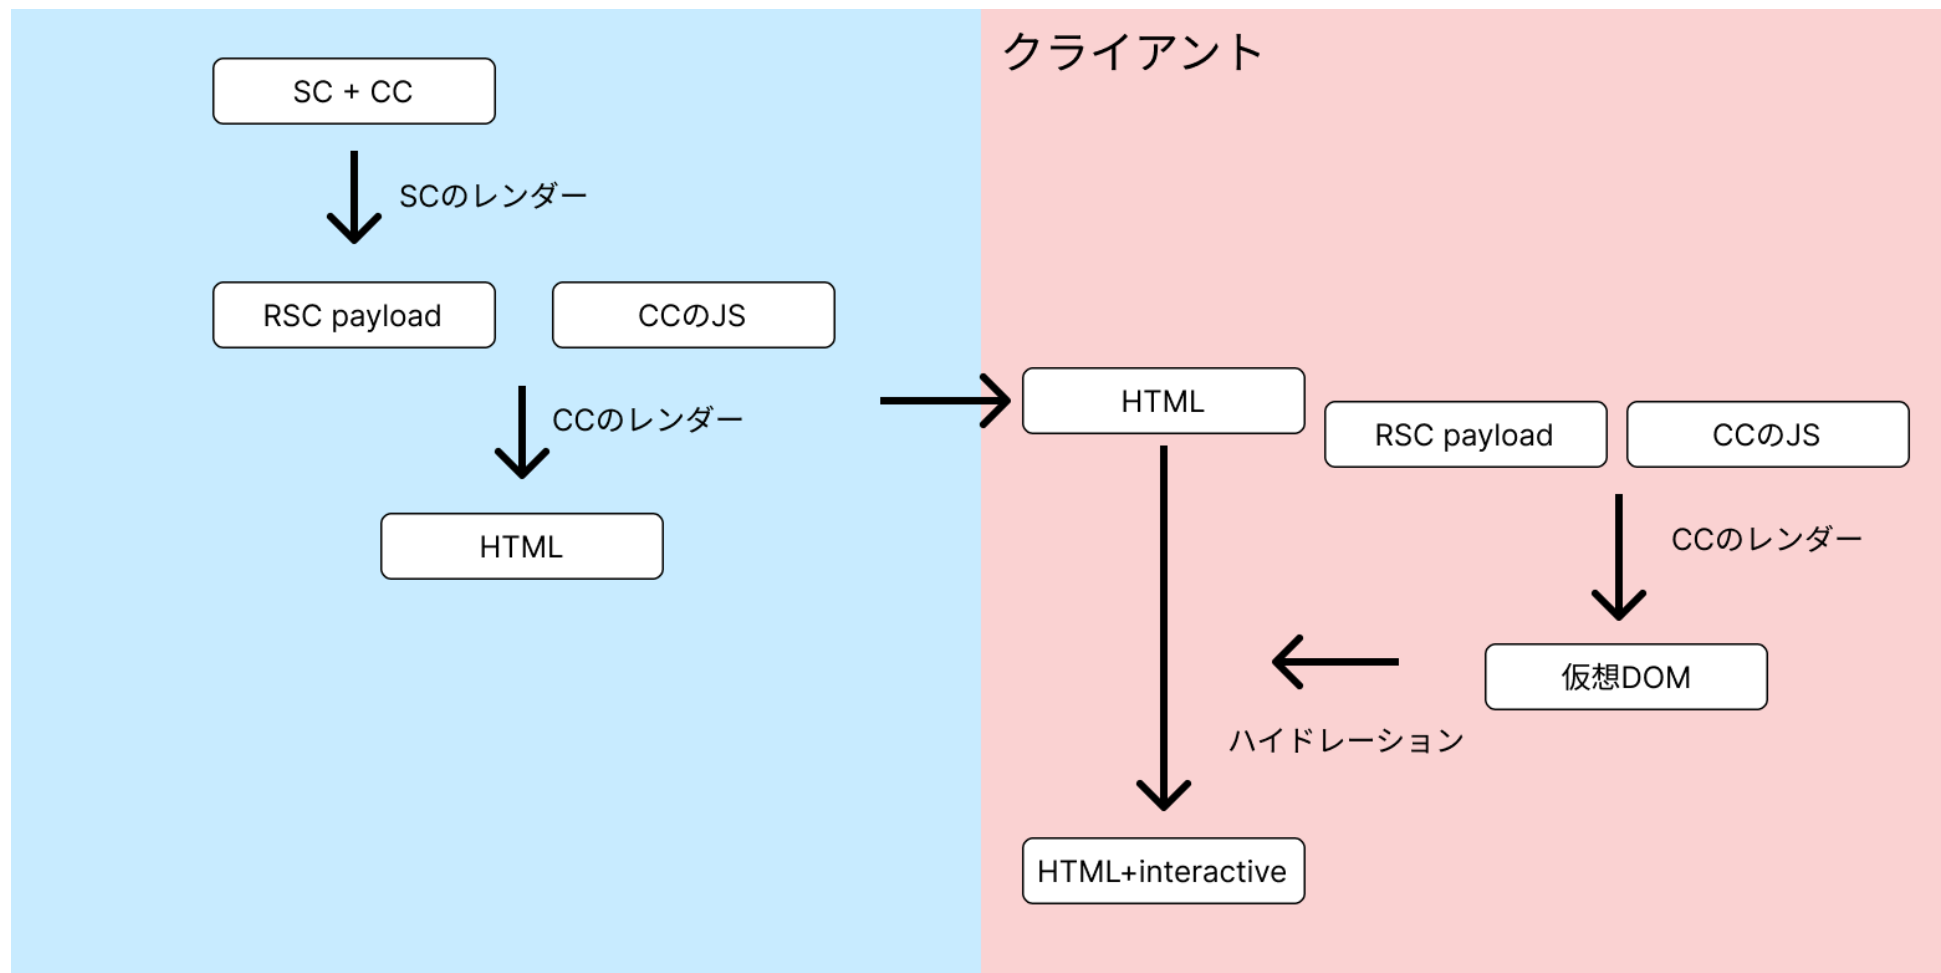 SC + CC
SCのレンダー
RSC payload
CCのJS
CCのレンダー
HTML
クライアント
HTML
RSC payload
CCのJS
CCのレンダー
仮想DOM
ハイドレーション
HTML+interactive